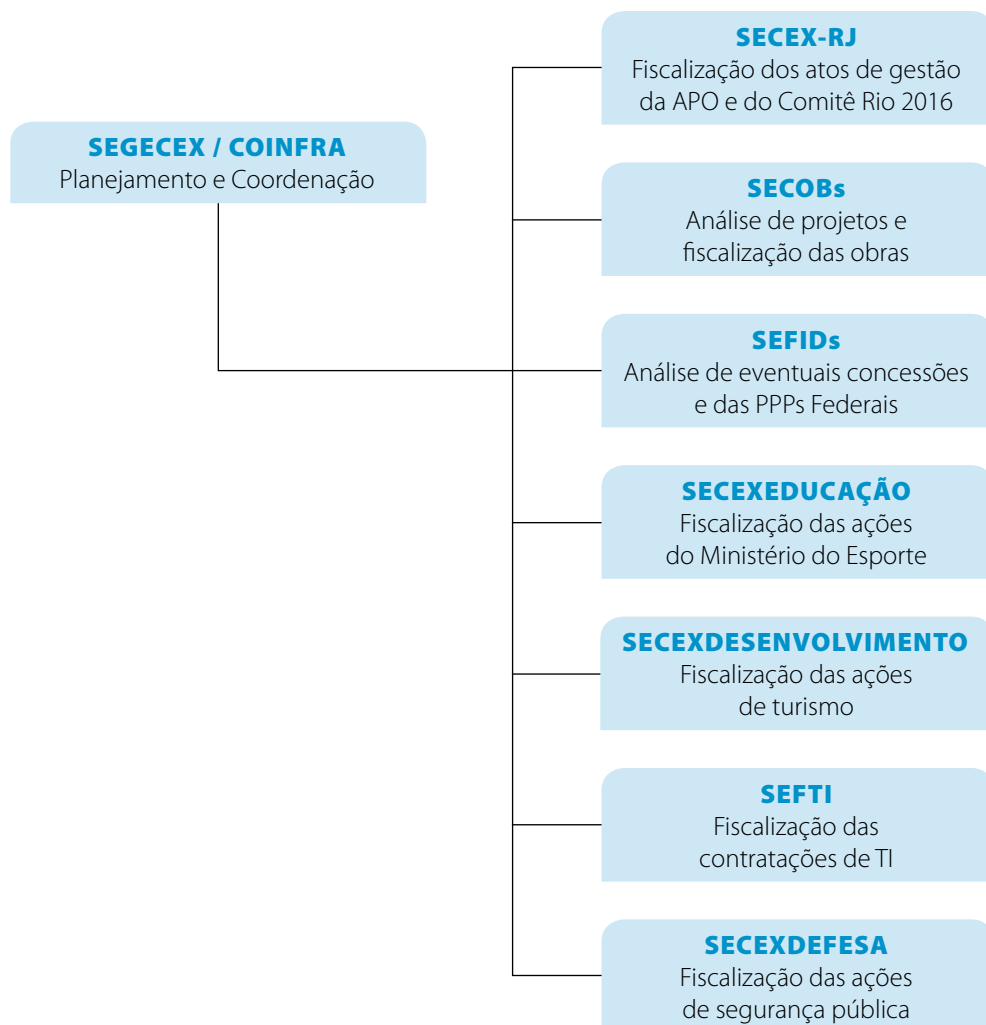 SEGECEX / COINFRA
Planejamento e Coordenação
SECEX-RJ
Fiscalização dos atos de gestão
da APO e do Comitê Rio 2016
SECOBs
Análise de projetos e
fiscalização das obras
SEFIDs
Análise de eventuais concessões
e das PPPs Federais
SECEXEDUCAÇÃO
Fiscalização das ações
do Ministério do Esporte
SECEXDESENVOLVIMENTO
Fiscalização das ações
de turismo
SEFTI
Fiscalização das
contratações de TI
SECEXDEFESA
Fiscalização das ações
de segurança pública